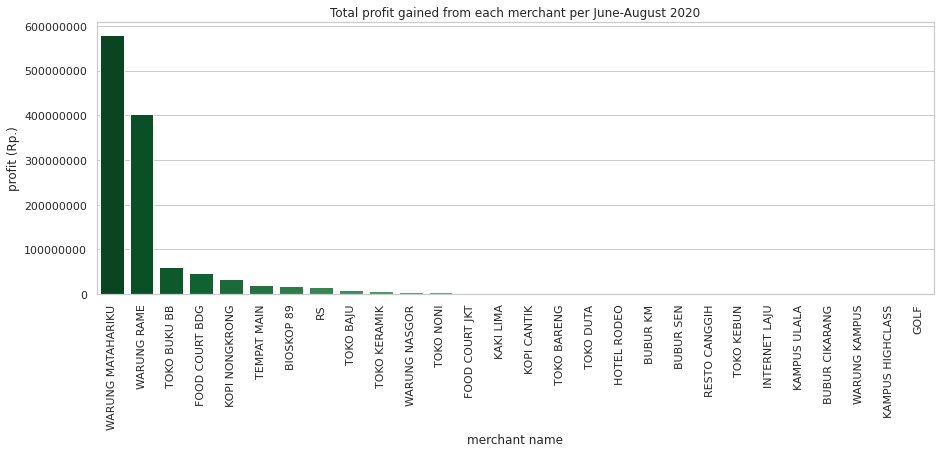 Total profit gained from each merchant per June-August 2020
600000000
500000000
400000000
300000000
200000000
100000000
0
profit (Rp.)
WARUNG MATAHARIKU
WARUNG RAME
TOKO BUKU BB
FOOD COURT BDG
KOPI NONGKRONG
TEMPAT MAIN
BIOSKOP 89
RS
TOKO BAJU
TOKO KERAMIK
WARUNG NASGOR
TOKO NONI
FOOD COURT JKT
KAKI LIMA
KOPI CANTIK
TOKO BARENG
TOKO DUTA
HOTEL RODEO
BUBUR KM
BUBUR SEN
RESTO CANGGIH
TOKO KEBUN
INTERNET LAJU
KAMPUS ULALA
BUBUR CIKARANG
WARUNG KAMPUS
KAMPUS HIGHCLASS
GOLF
merchant name